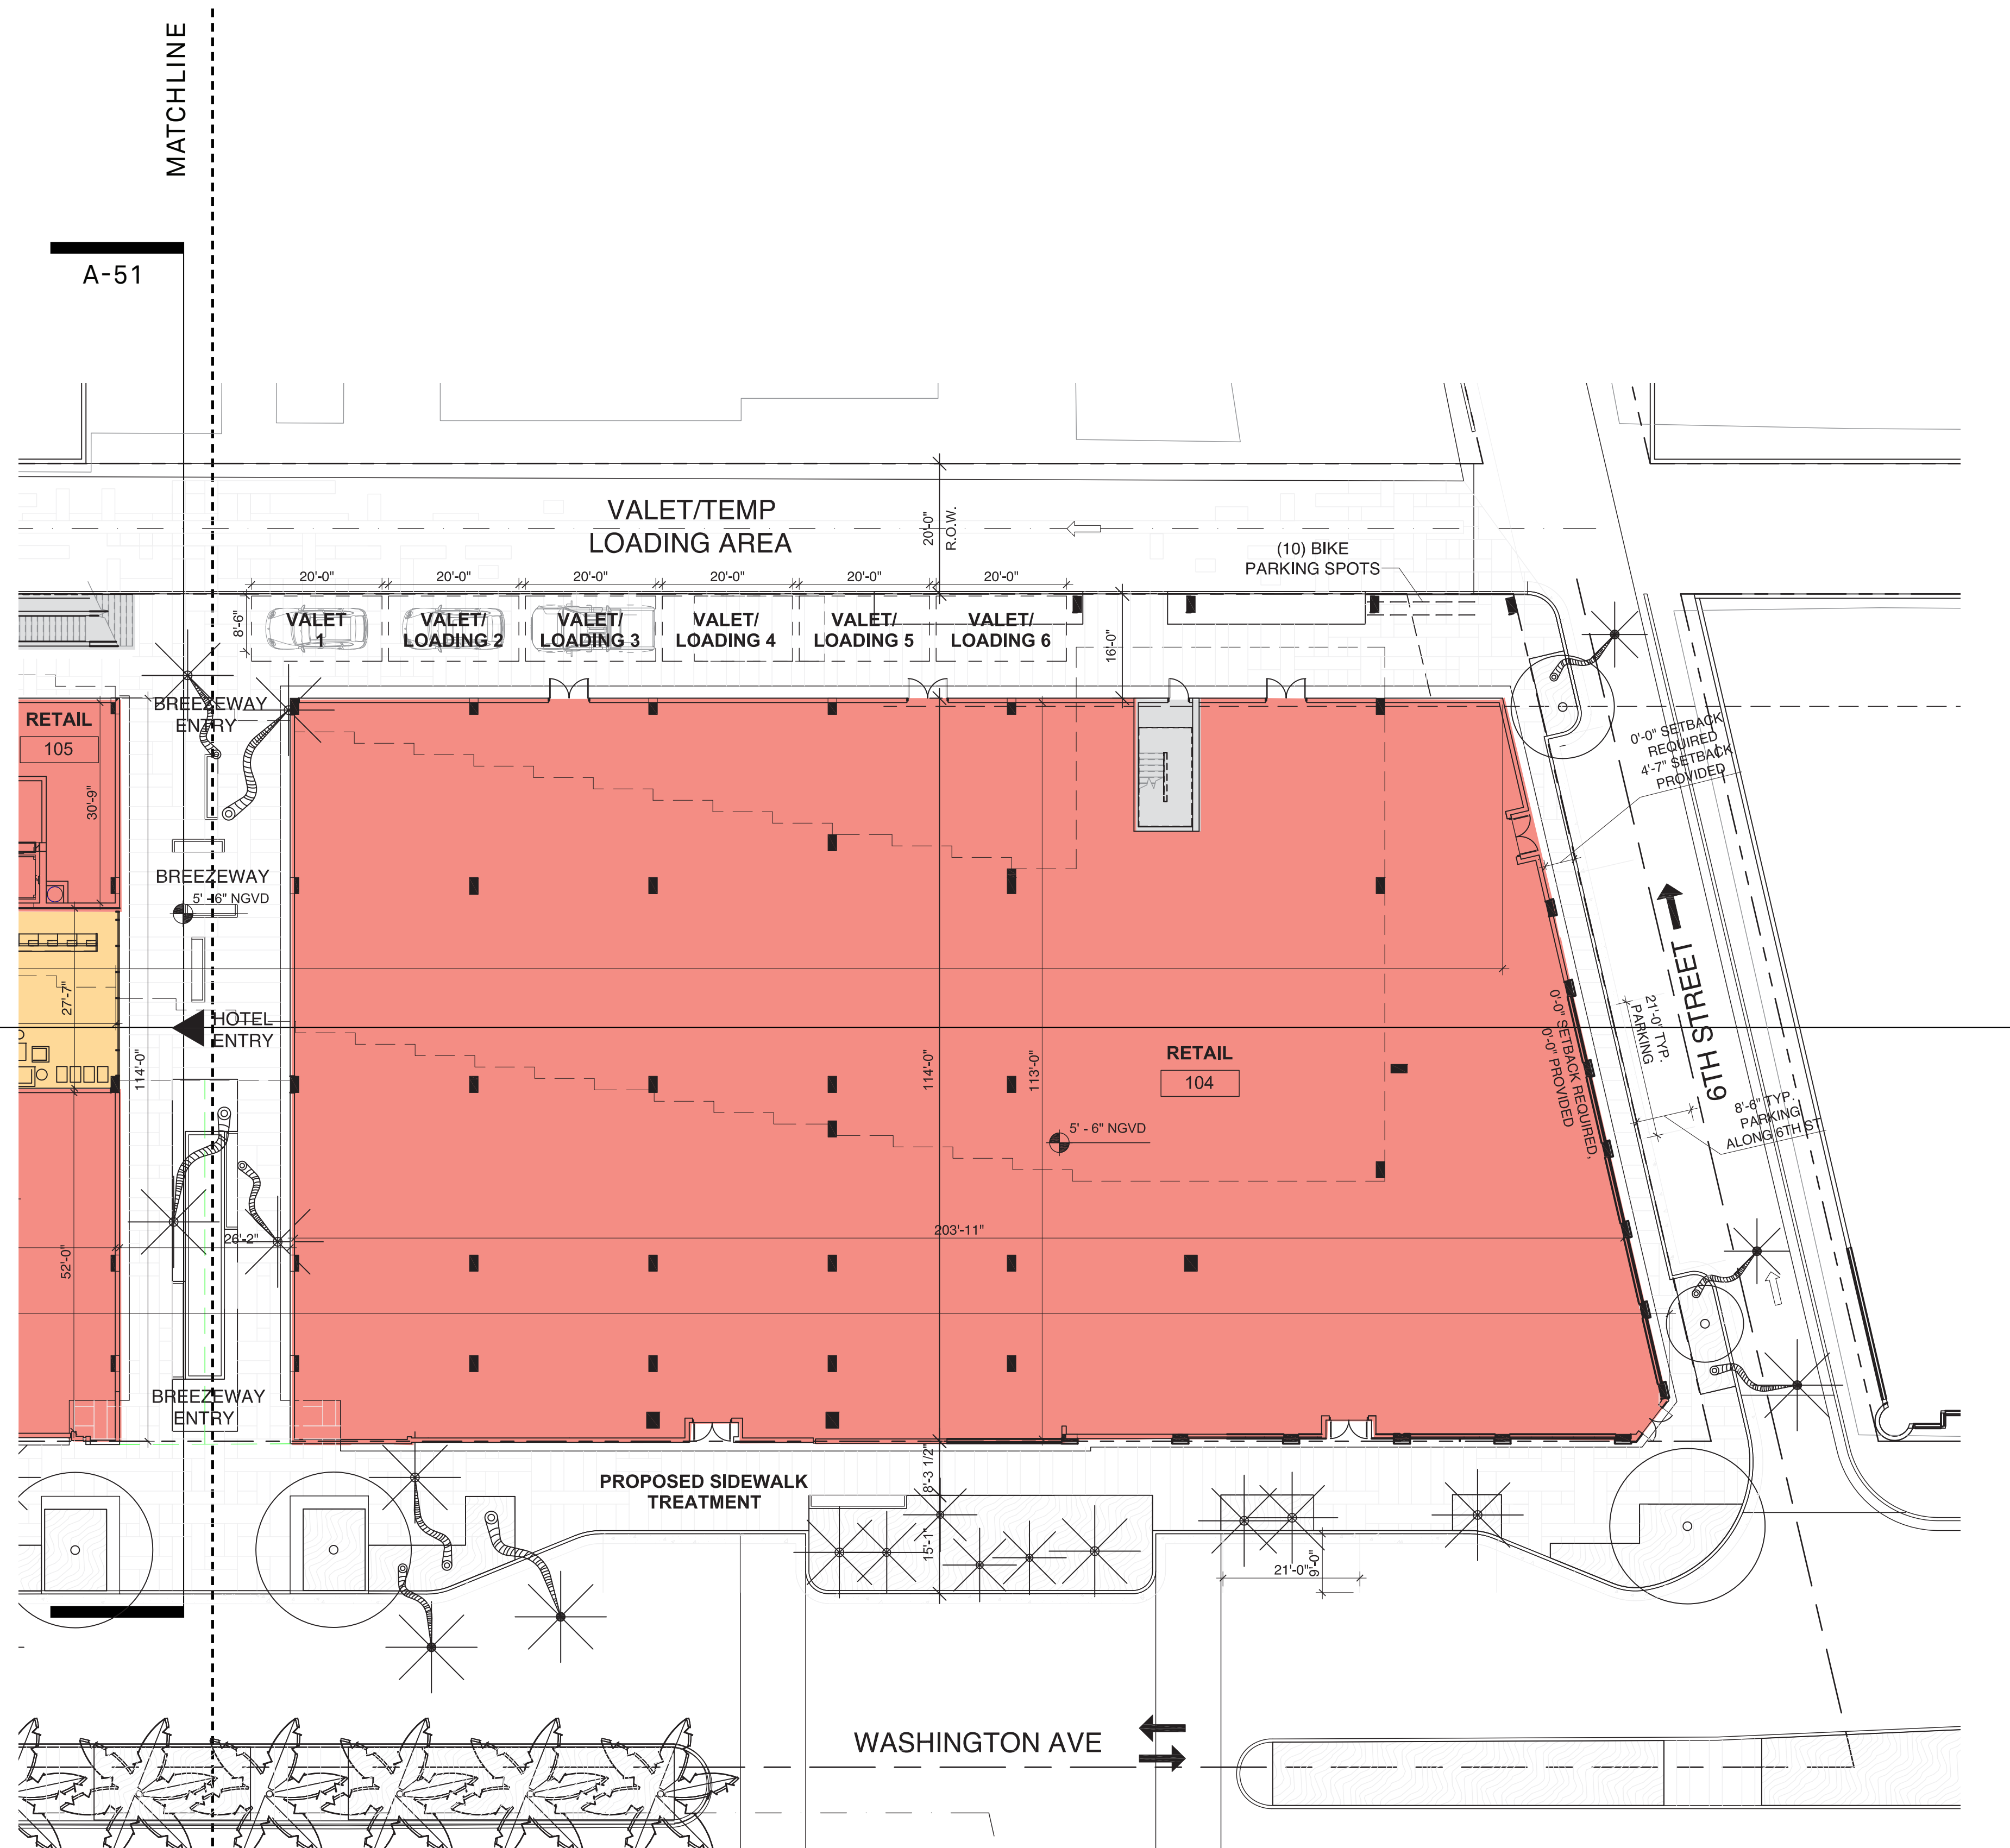 MATCHLINE
A-51
VALET/TEMP
LOADING AREA
20'-0"
R.O.W.
(10) BIKE
PARKING SPOTS
20'-0"
20'-0"
20'-0"
20'-0"
20'-0"
20'-0"
8'-6"
VALET
1
VALET/
LOADING 2
VALET/
LOADING 3
VALET/
LOADING 4
VALET/
LOADING 5
VALET/
LOADING 6
16'-0"
BREEZEWAY
ENTRY
RETAIL
105
30'-9"
0'-0" SETBACK
REQUIRED
4'-7" SETBACK
PROVIDED
BREEZEWAY
5' - 6" NGVD
27'-7"
HOTEL
ENTRY
114'-0"
114'-0"
113'-0"
RETAIL
104
5' - 6" NGVD
0'-0" SETBACK REQUIRED,
0'-0" PROVIDED
21'-0" TYP.
PARKING
6TH STREET
8'-6" TYP.
PARKING
ALONG 6TH ST
203'-11"
26'-2"
52'-0"
BREEZEWAY
ENTRY
PROPOSED SIDEWALK
TREATMENT
8'-3 1/2"
15'-1"
21'-0"
9'-0"
WASHINGTON AVE